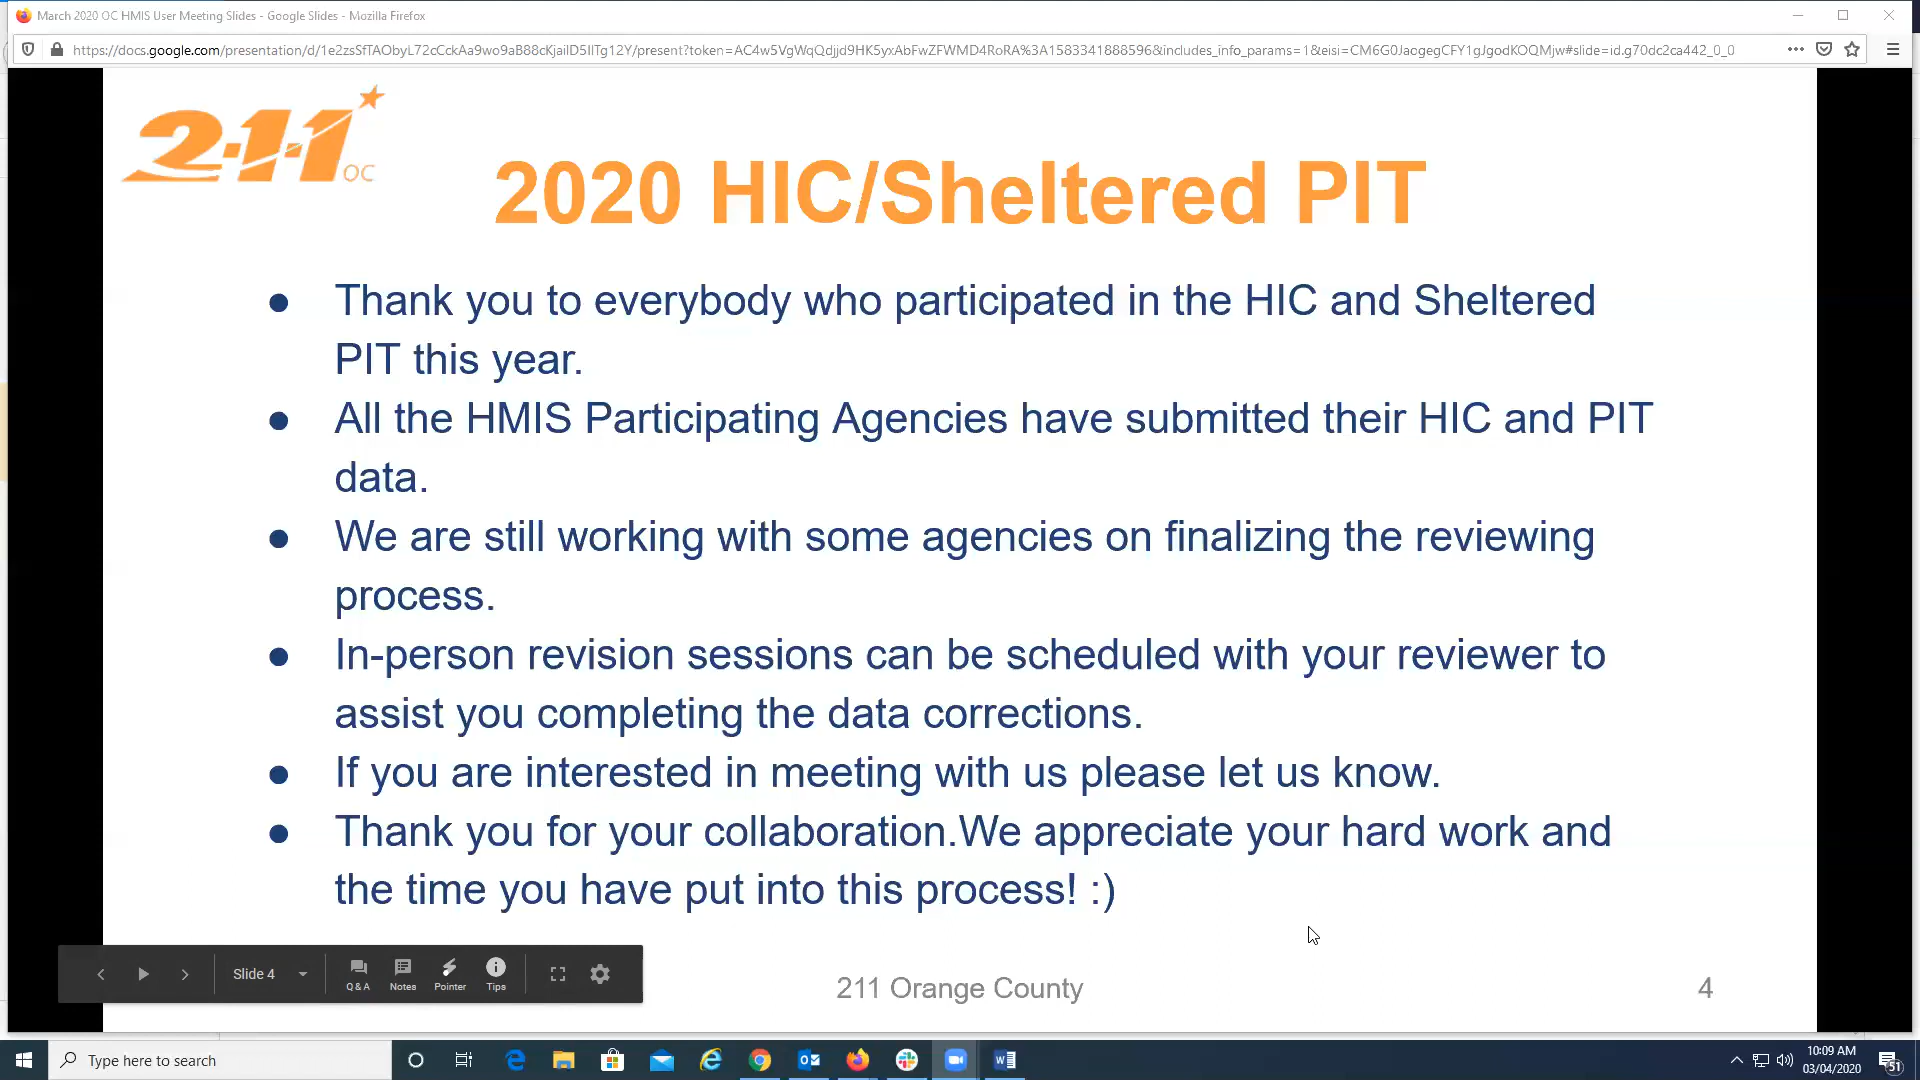 March 2020 OC HMIS User Meeting Slides - Google Slides - Mozilla Firefox
2-1-1 OC
2020 HIC/Sheltered PIT
● Thank you to everybody who participated in the HIC and Sheltered
PIT this year.
● All the HMIS Participating Agencies have submitted their HIC and PIT
data.
● We are still working with some agencies on finalizing the reviewing
process.
● In-person revision sessions can be scheduled with your reviewer to
assist you completing the data corrections.
● If you are interested in meeting with us please let us know.
● Thank you for your collaboration.We appreciate your hard work and
the time you have put into this process! :)
Slide 4
Q & A Notes Pointer Tips
211 Orange County
4
Type here to search
10:09 AM
03/04/2020
51